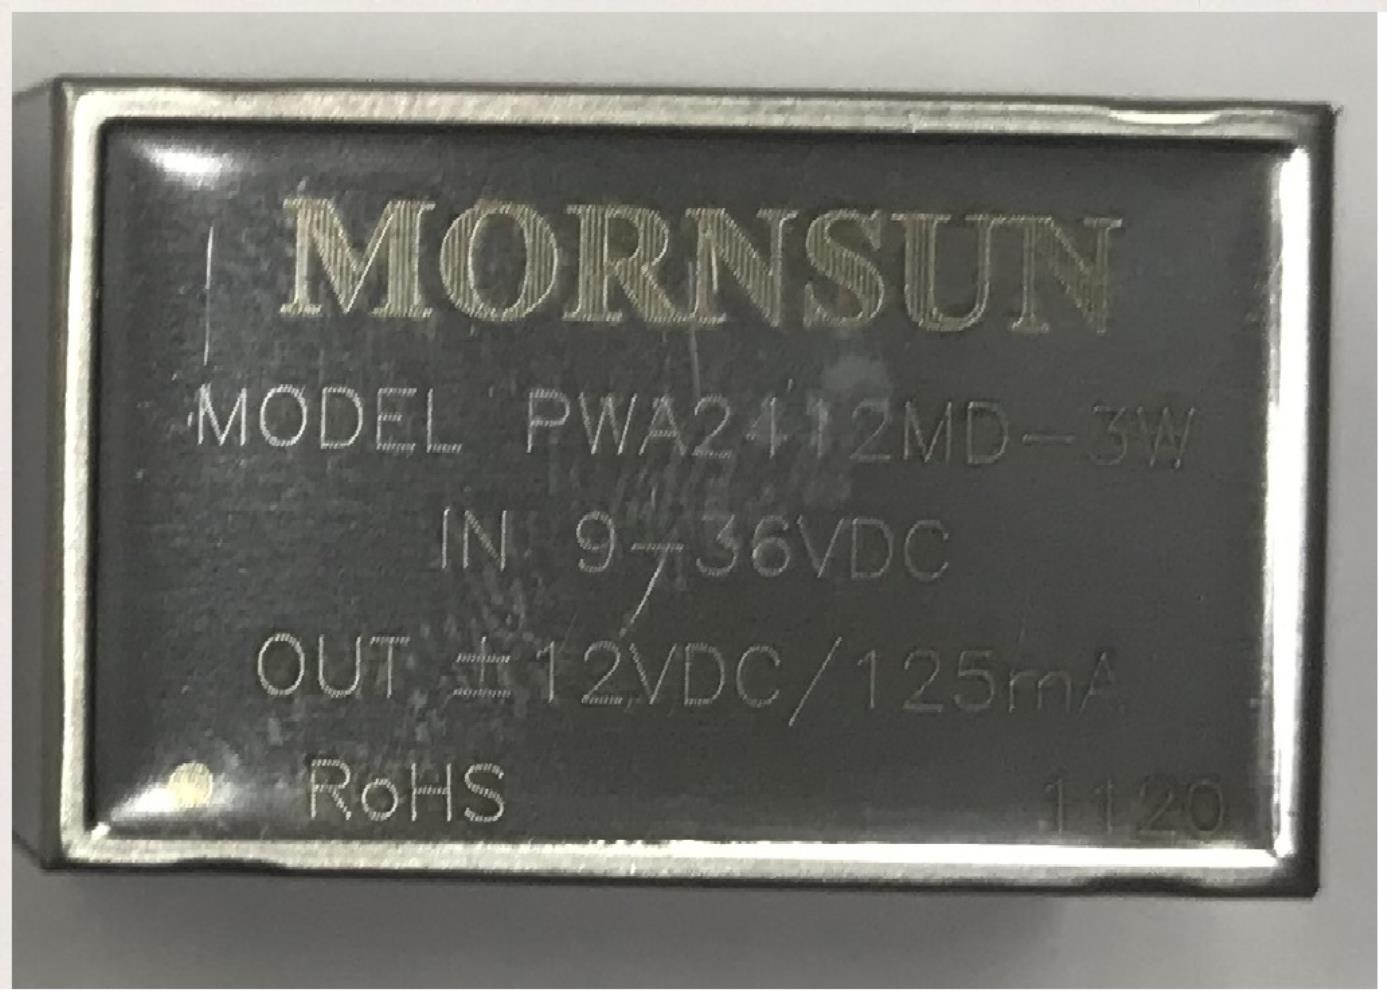 MORNSUN
MODEL PWA2412MD-3W
IN 9-36VDC
OUT ±12VDC/125mA
RoHS 1120